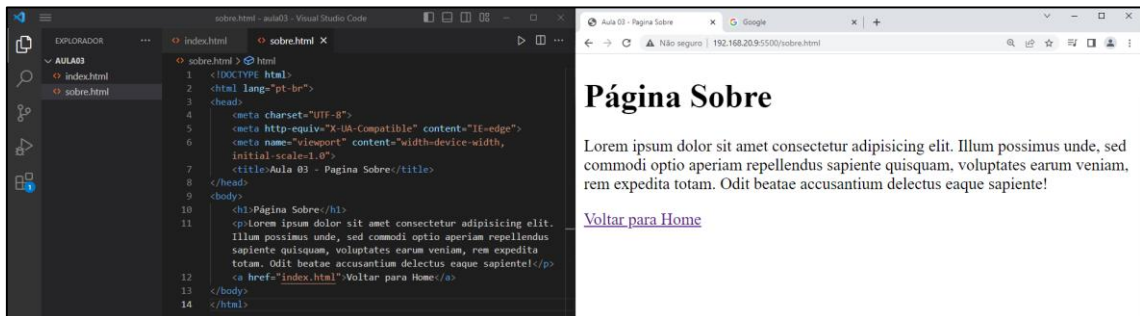 sobre.html - aula03 - Visual Studio Code
EXPLORADOR
AULA03
index.html
sobre.html
index.html
sobre.html
sobre.html > html
1 <!DOCTYPE html>
2 <html lang="pt-br">
3 <head>
4 <meta charset="UTF-8">
5 <meta http-equiv="X-UA-Compatible" content="IE=edge">
6 <meta name="viewport" content="width=device-width,
initial-scale=1.0">
7 <title>Aula 03 - Pagina Sobre</title>
8 </head>
9 <body>
10 <h1>Página Sobre</h1>
11 <p>Lorem ipsum dolor sit amet consectetur adipisicing elit.
Illum possimus unde, sed commodi optio aperiam repellendus
sapiente quisquam, voluptates earum veniam, rem expedita
totam. Odit beatae accusantium delectus eaque sapiente!</p>
12 <a href="index.html">Voltar para Home</a>
13 </body>
14 </html>
1
Aula 03 - Pagina Sobre
Google
Não seguro
192.168.20.9:5500/sobre.html
Página Sobre
Lorem ipsum dolor sit amet consectetur adipisicing elit. Illum possimus unde, sed
commodi optio aperiam repellendus sapiente quisquam, voluptates earum veniam,
rem expedita totam. Odit beatae accusantium delectus eaque sapiente!
Voltar para Home